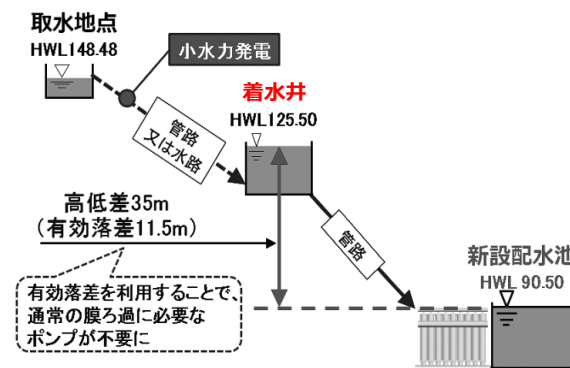 取水地点
HWL148.48
小水力発電
着水井
HWL125.50
管路
又は水路
高低差35m
(有効落差11.5m)
管路
新設配水池
HWL 90.50
有効落差を利用することで、
通常の膜ろ過に必要な
ポンプが不要に